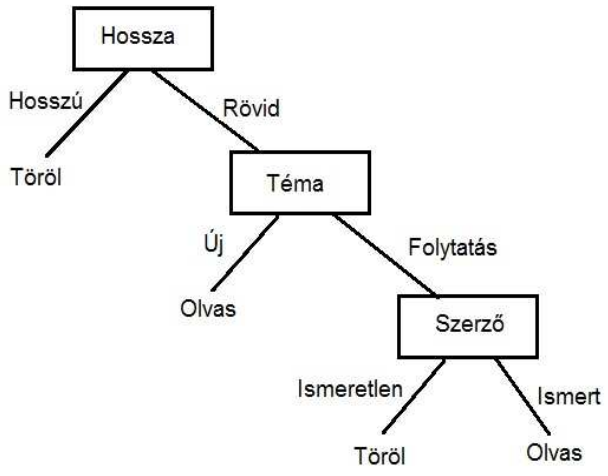 Hossza
Hosszú
Rövid
Töröl
Téma
Új
Folytatás
Olvas
Szerző
Ismeretlen
Ismert
Töröl
Olvas